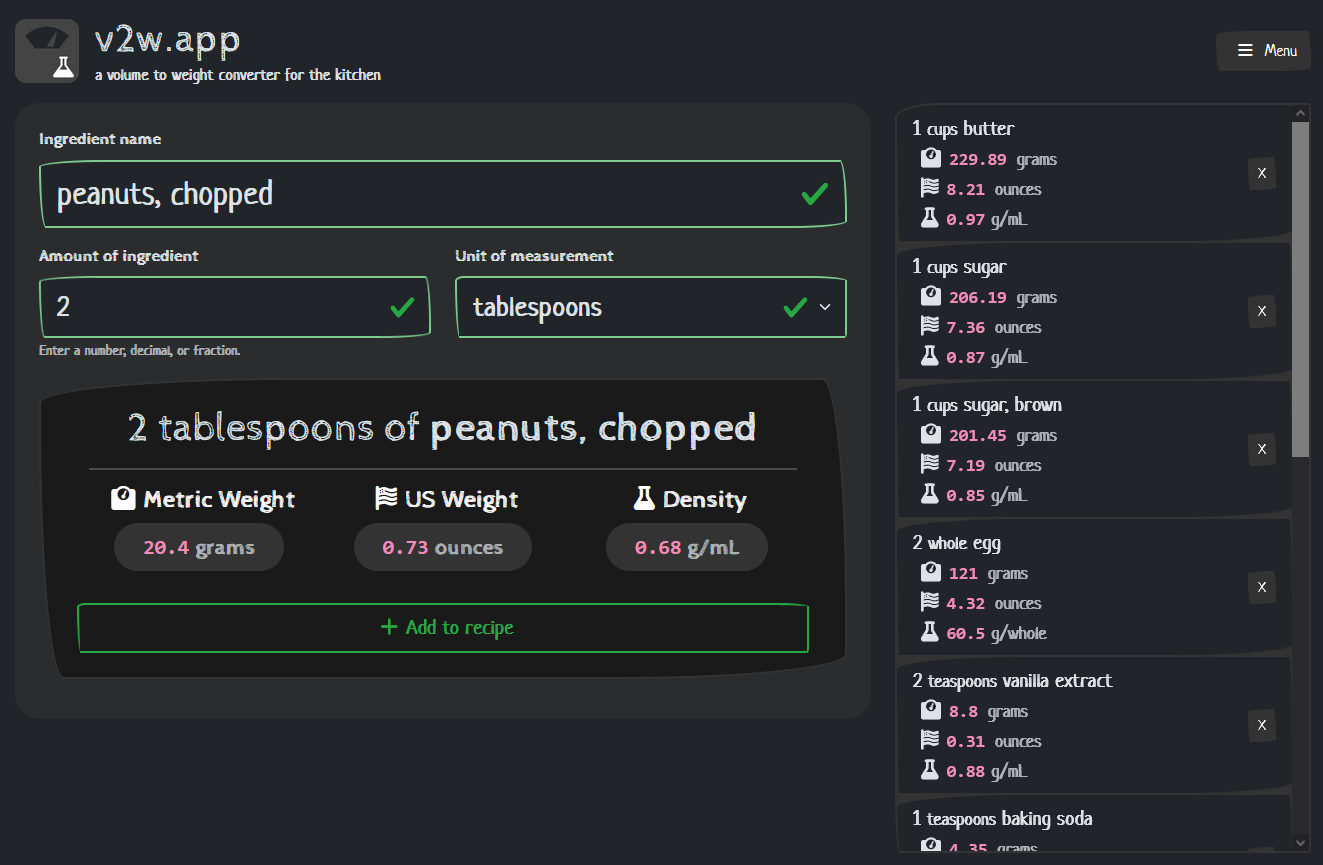 v2w.app
a volume to weight converter for the kitchen
Menu
Ingredient name
peanuts, chopped
Amount of ingredient
Unit of measurement
2
tablespoons
Enter a number, decimal, or fraction.
2 tablespoons of peanuts, chopped
Metric Weight
US Weight
Density
20.4 grams
0.73 ounces
0.68 g/mL
+ Add to recipe
1 cups butter
229.89 grams
8.21 ounces
0.97 g/mL
X
1 cups sugar
206.19 grams
7.36 ounces
0.87 g/mL
X
1 cups sugar, brown
201.45 grams
7.19 ounces
0.85 g/mL
X
2 whole egg
121 grams
4.32 ounces
60.5 g/whole
X
2 teaspoons vanilla extract
8.8 grams
0.31 ounces
0.88 g/mL
X
1 teaspoons baking soda
4.35 grams